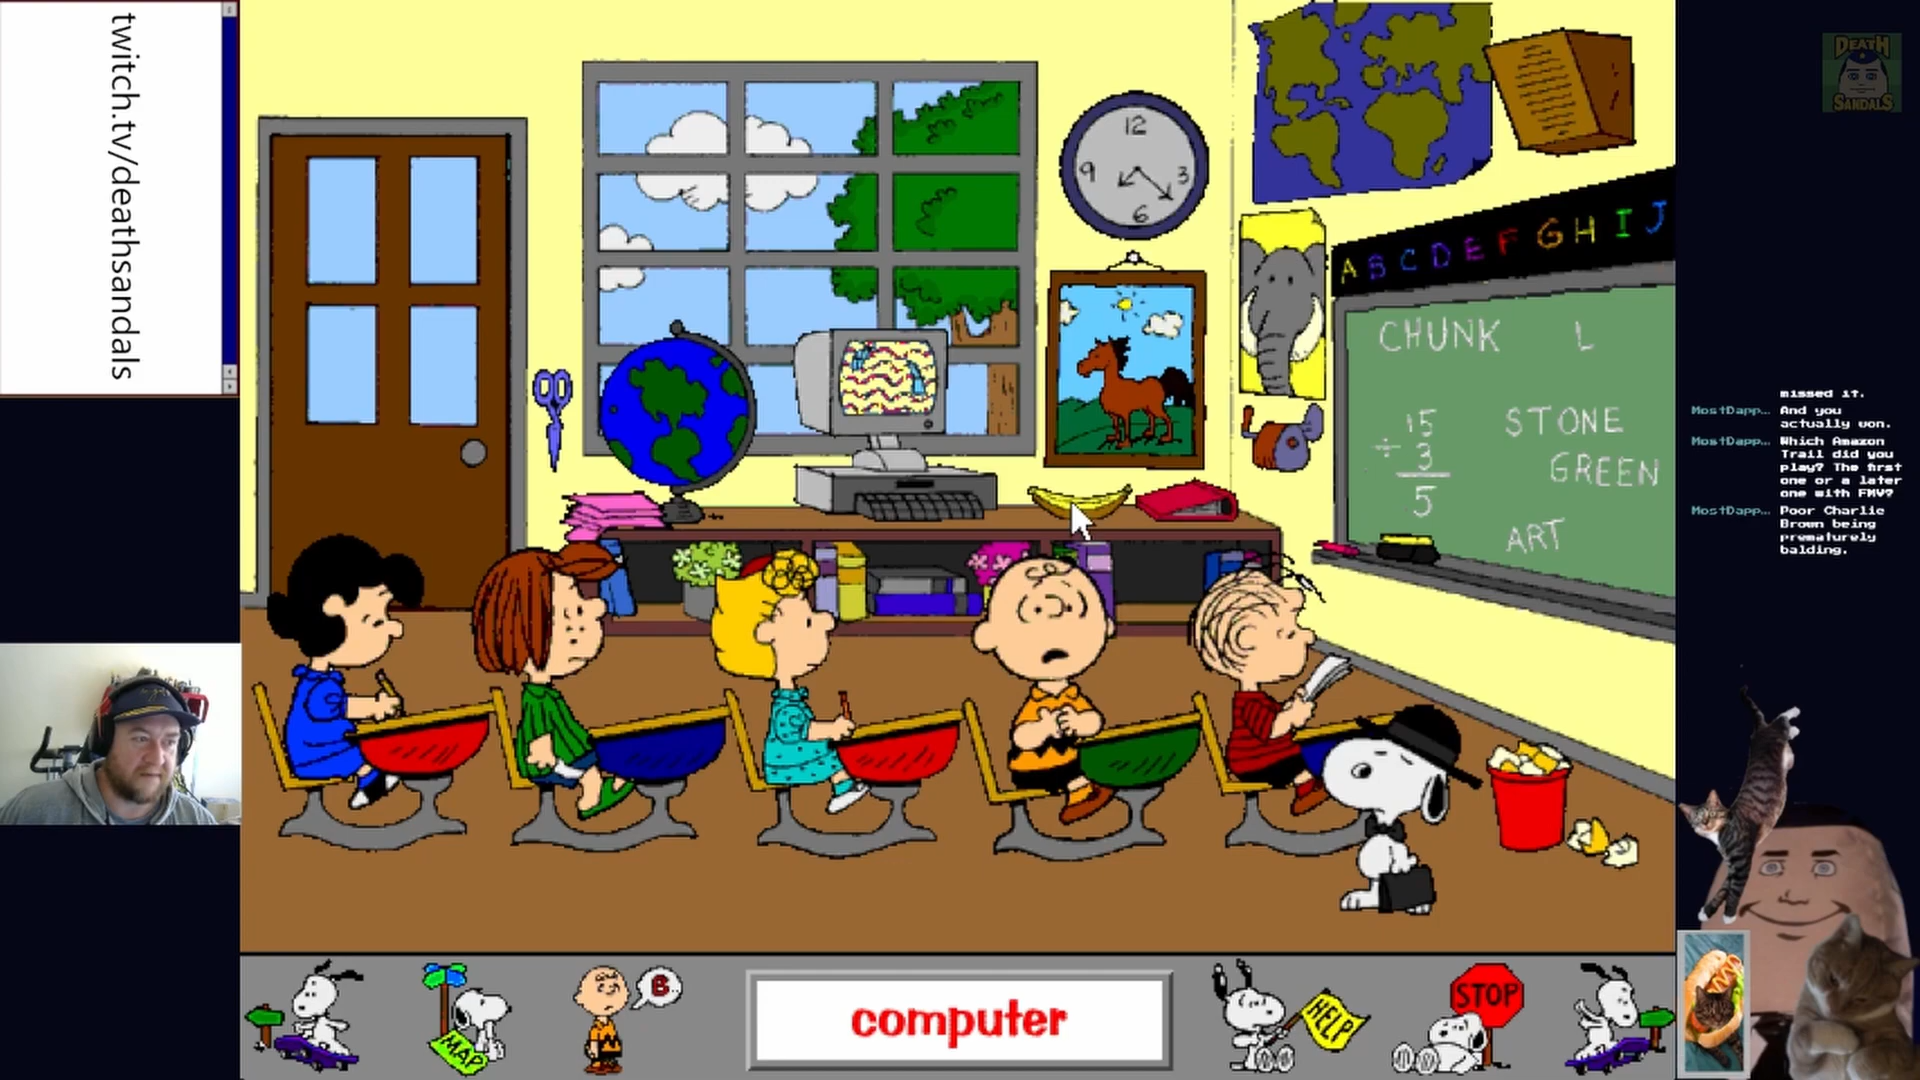 twitch.tv/deathsandals
DEATH
SANDALS
12
9
3
6
A B C D E F G H I J
CHUNK L
15
÷ 3
5
STONE
GREEN
ART
missed it.
MostDapp... And you
actually won.
MostDapp... Which Amazon
Trail did you
play? The first
one or a later
one with FMV?
MostDapp... Poor Charlie
Brown being
prematurely
balding.
MAP
B
computer
HELP
STOP